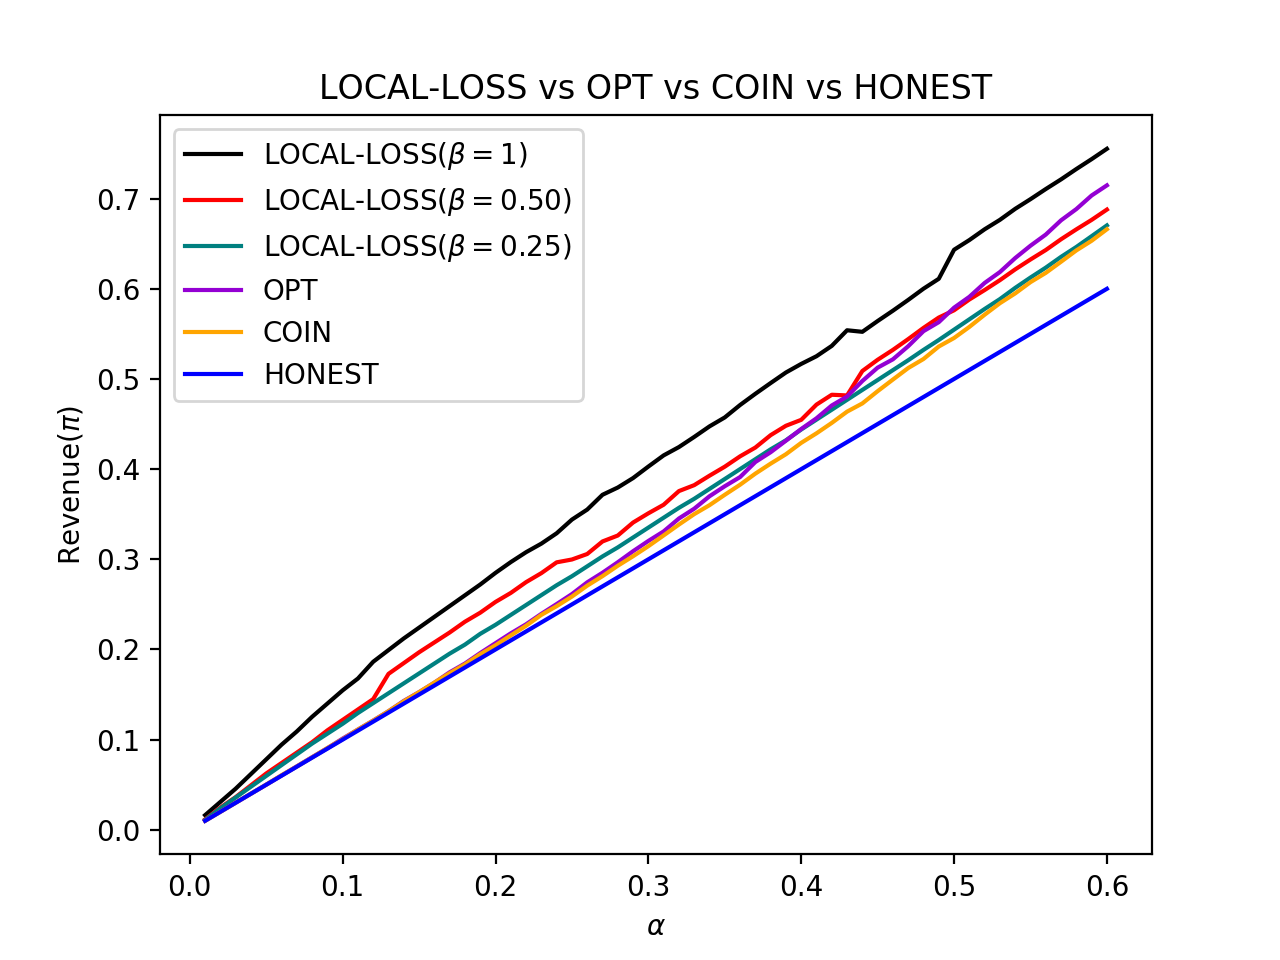 LOCAL-LOSS vs OPT vs COIN vs HONEST
LOCAL-LOSS(β = 1)
LOCAL-LOSS(β = 0.50)
LOCAL-LOSS(β = 0.25)
OPT
COIN
HONEST
Revenue(π)
0.7
0.6
0.5
0.4
0.3
0.2
0.1
0.0
0.0 0.1 0.2 0.3 0.4 0.5 0.6
α